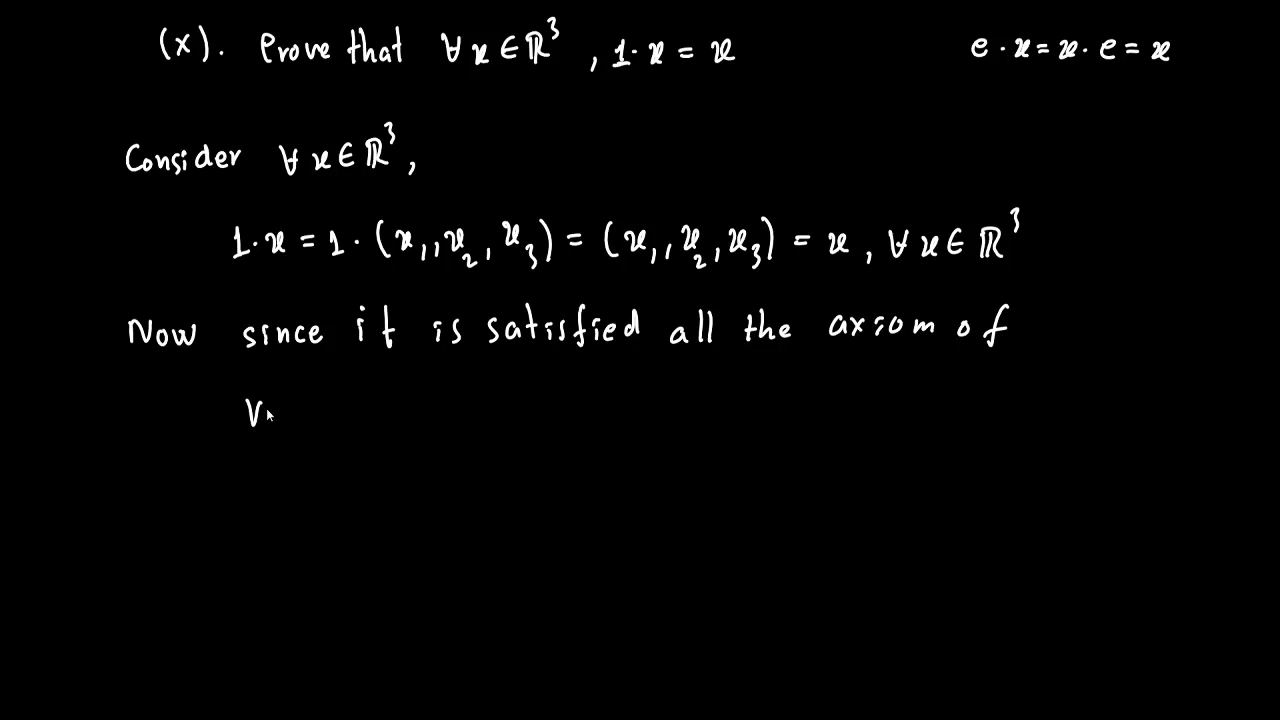 (x). Prove that ∀ x ∈ ℝ³, 1·x = x
e·x = x·e = x
Consider ∀ x ∈ ℝ³,
1·x = 1·(x₁, x₂, x₃) = (x₁, x₂, x₃) = x, ∀ x ∈ ℝ³
Now since it is satisfied all the axiom of
V